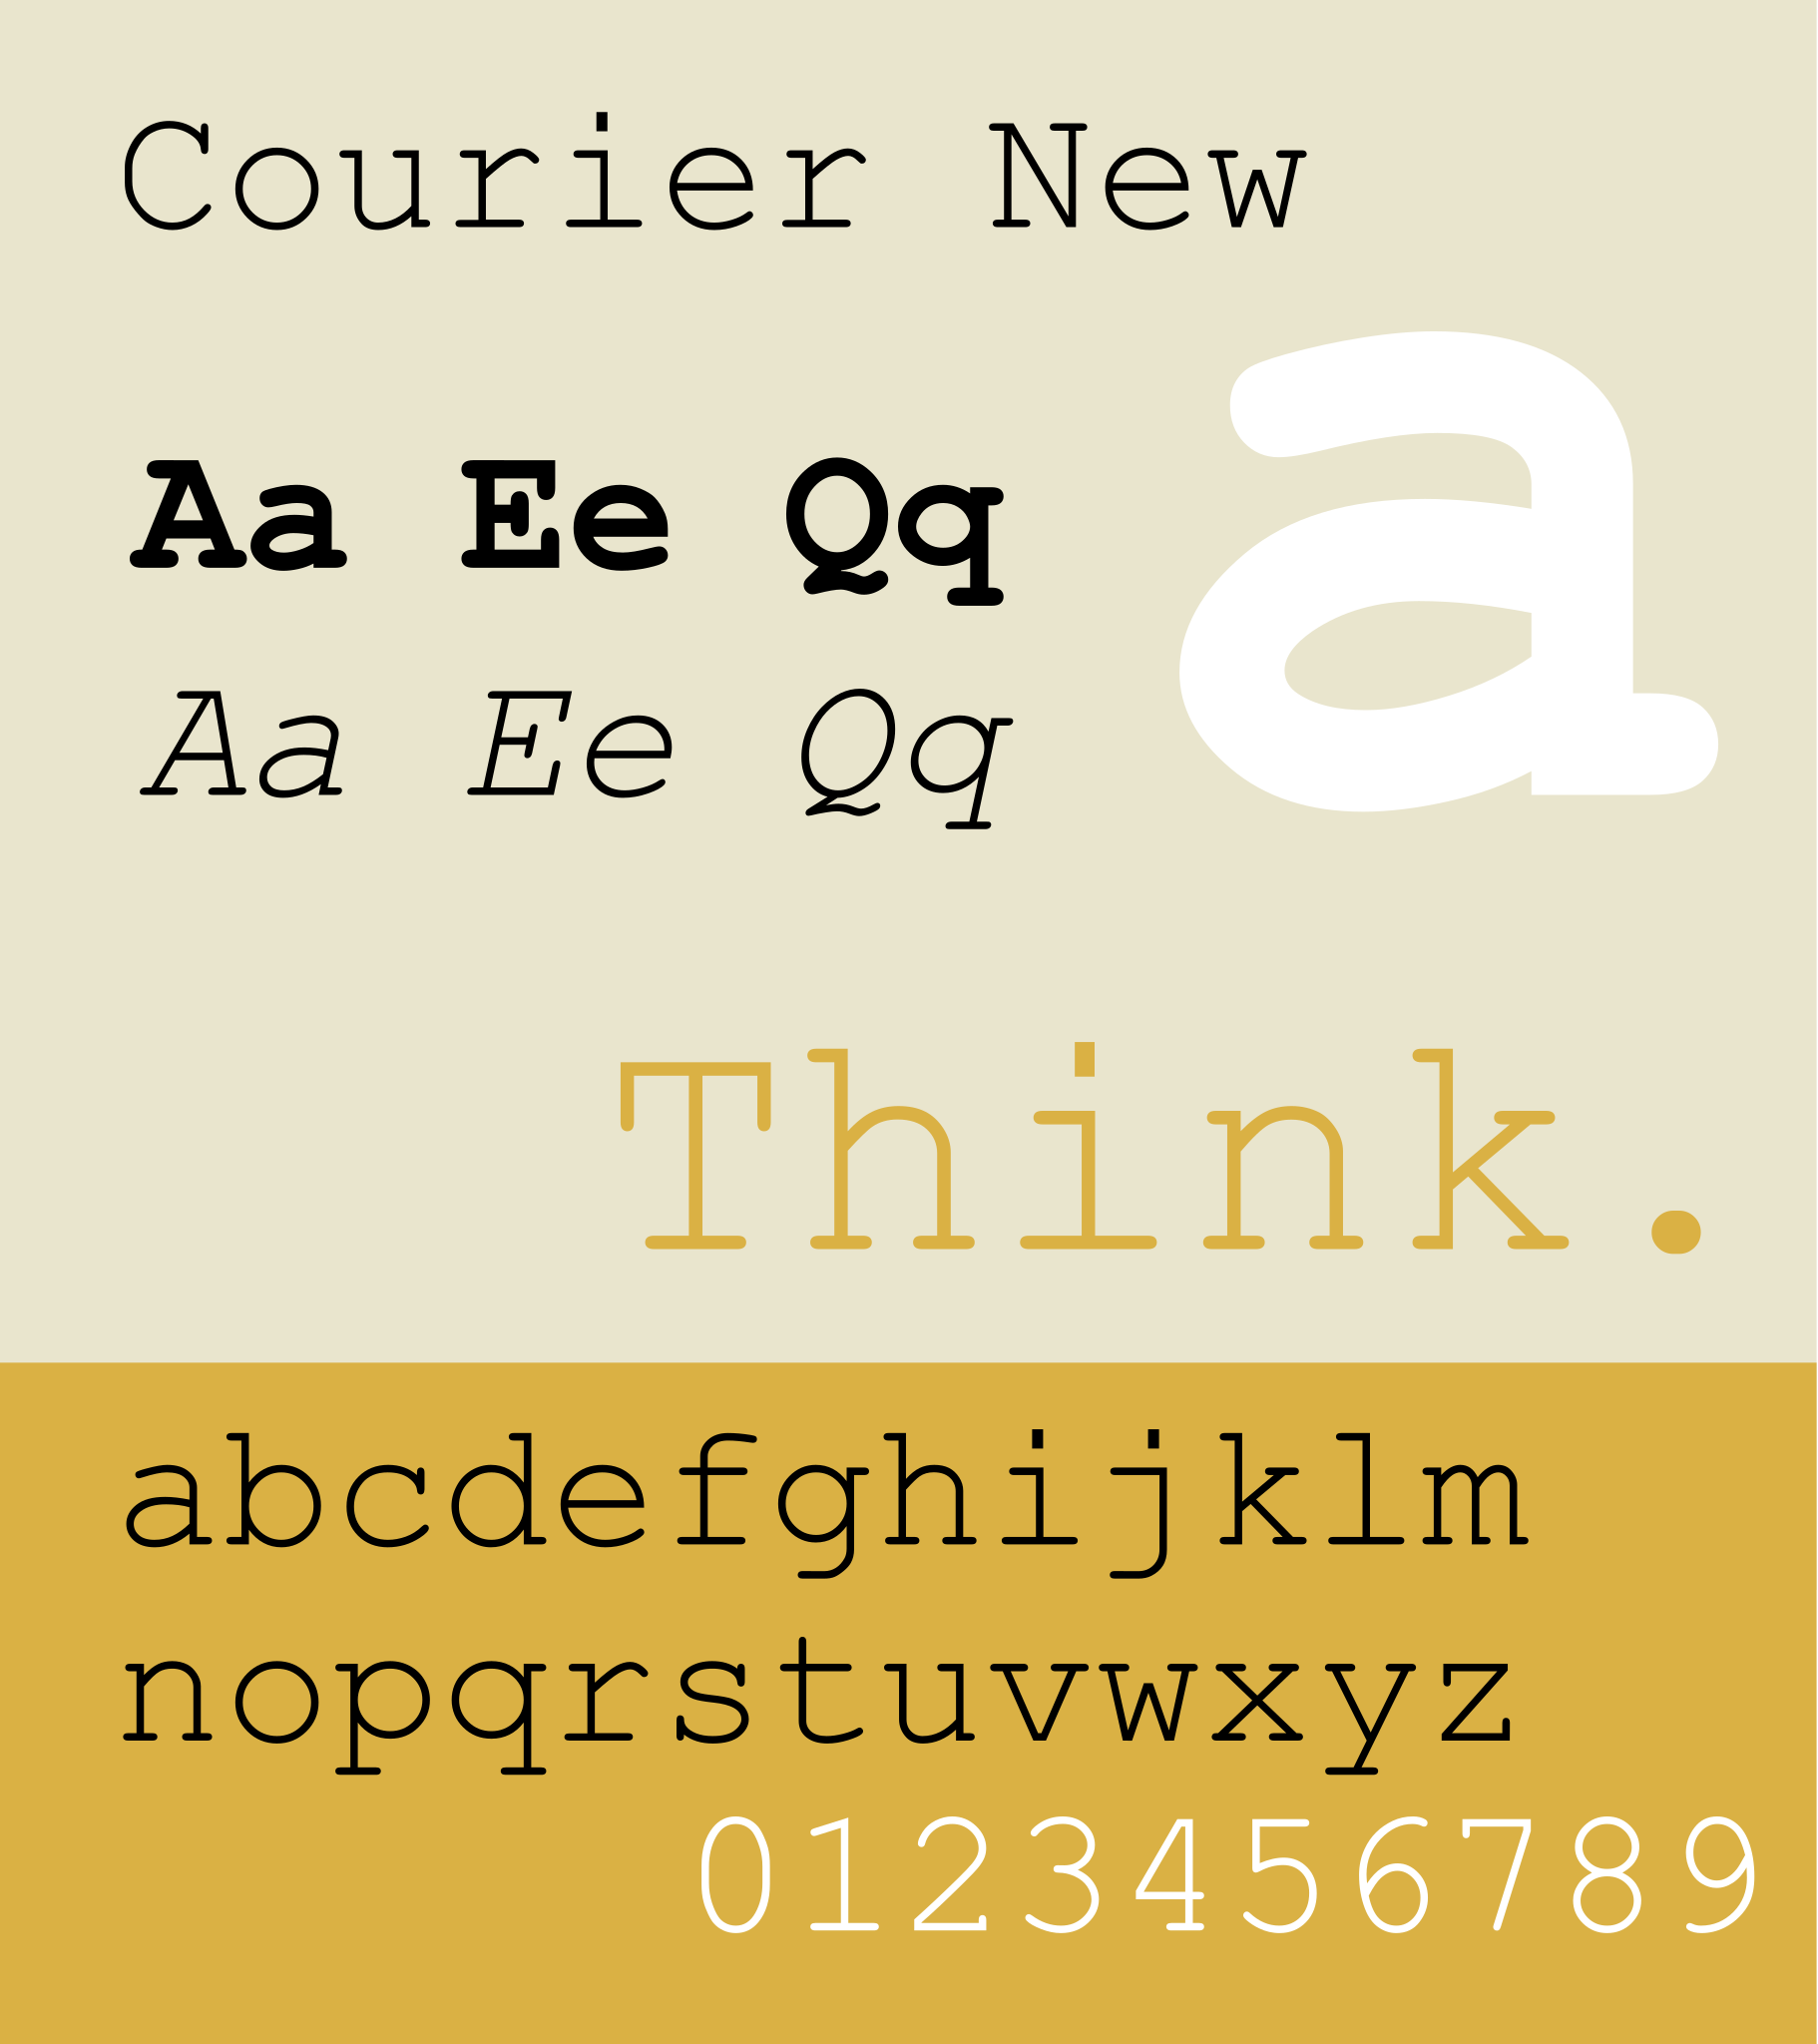 Courier New
a
Aa Ee Qq
Aa Ee Qq
Think.
abcdefghijklm
nopqrstuvwxyz
0123456789